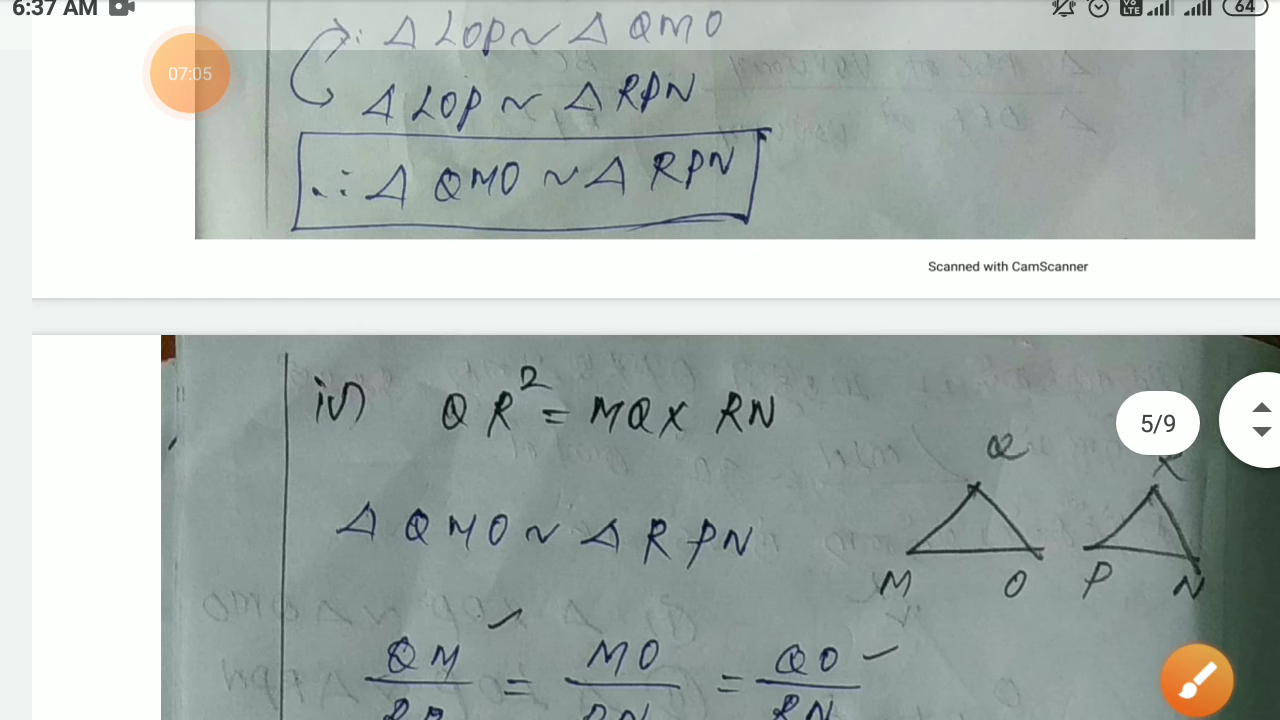 6:37 AM VoLTE 64
∴ Δ LOP ~ Δ QMO
07:05
Δ LOP ~ Δ RPN
∴ Δ QMO ~ Δ RPN
Scanned with CamScanner
iv) QR² = MQ X RN
5/9
Q R
Δ QMO ~ Δ RPN
M O P N
QM = MO = QO
RN